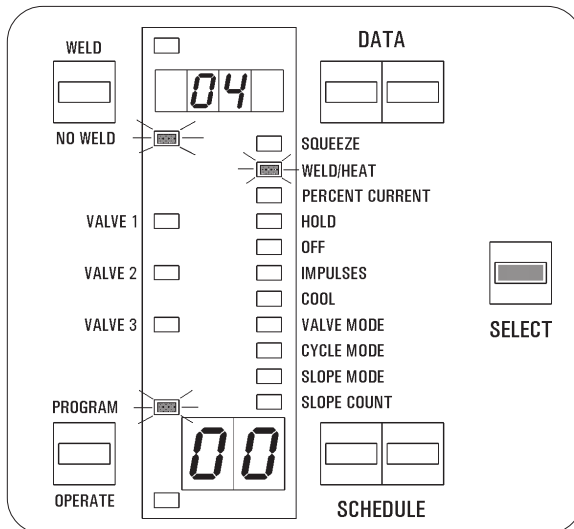 WELD
DATA
04
NO WELD
SQUEEZE
WELD/HEAT
PERCENT CURRENT
VALVE 1
HOLD
OFF
VALVE 2
IMPULSES
COOL
SELECT
VALVE 3
VALVE MODE
CYCLE MODE
SLOPE MODE
PROGRAM
SLOPE COUNT
00
OPERATE
SCHEDULE